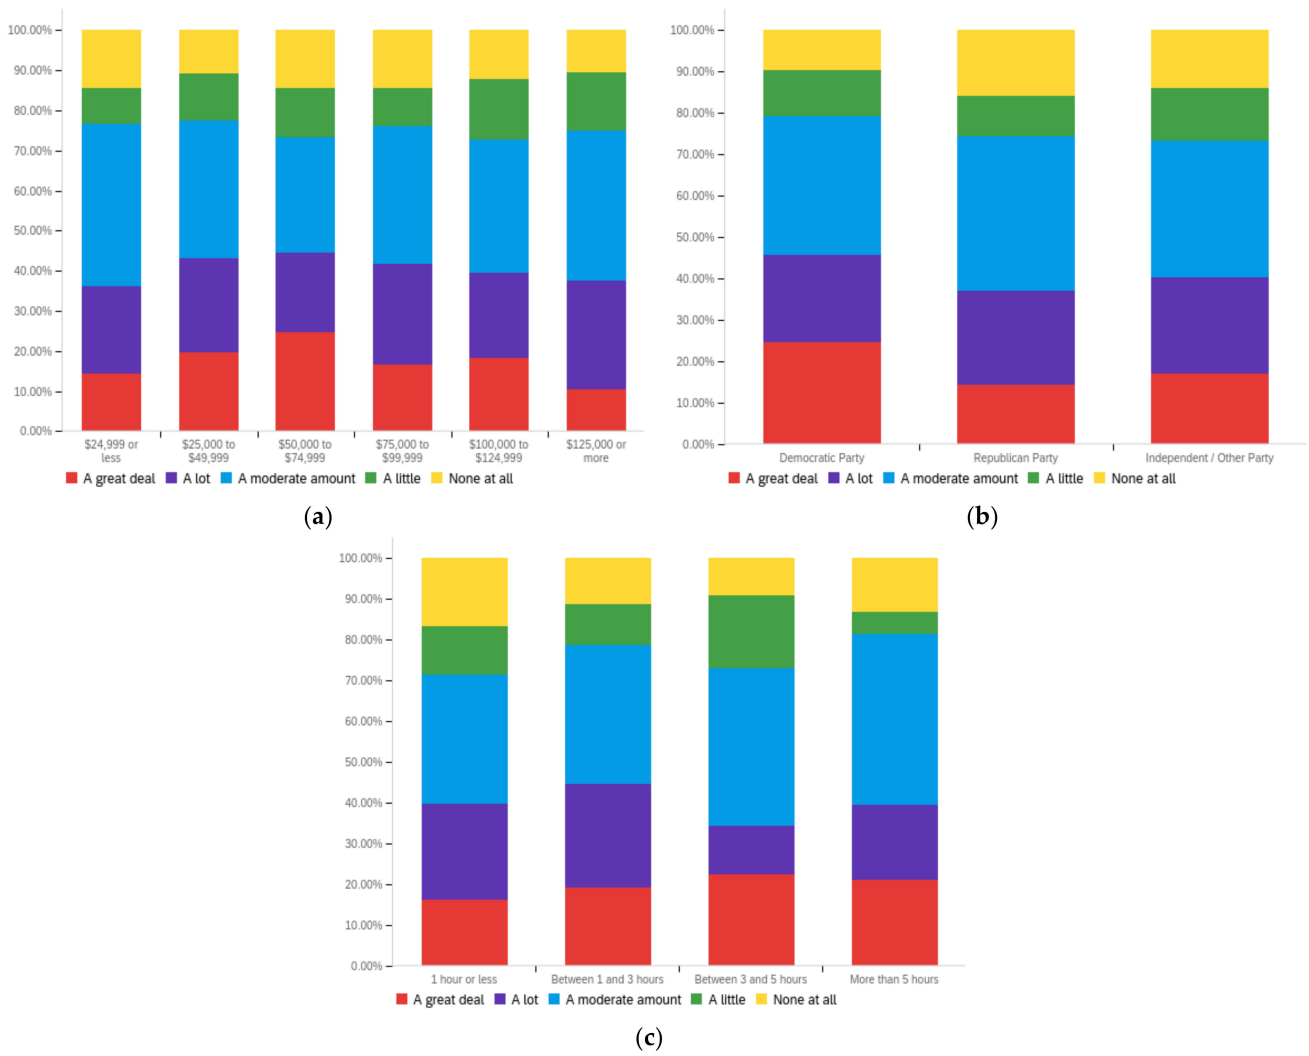 100.00%
90.00%
80.00%
70.00%
60.00%
50.00%
40.00%
30.00%
20.00%
10.00%
0.00%
$24,999 or less
$25,000 to $49,999
$50,000 to $74,999
$75,000 to $99,999
$100,000 to $124,999
$125,000 or more
A great deal A lot A moderate amount A little None at all
(a)
100.00%
90.00%
80.00%
70.00%
60.00%
50.00%
40.00%
30.00%
20.00%
10.00%
0.00%
Democratic Party Republican Party Independent / Other Party
A great deal A lot A moderate amount A little None at all
(b)
100.00%
90.00%
80.00%
70.00%
60.00%
50.00%
40.00%
30.00%
20.00%
10.00%
0.00%
1 hour or less Between 1 and 3 hours Between 3 and 5 hours More than 5 hours
A great deal A lot A moderate amount A little None at all
(c)